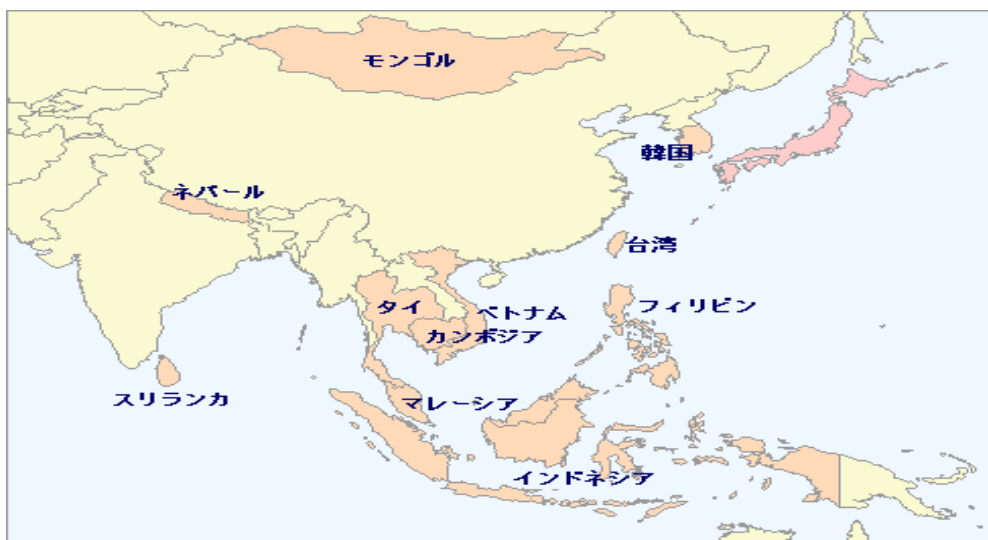 モンゴル
韓国
ネパール
台湾
タイ
ベトナム
フィリピン
カンボジア
スリランカ
マレーシア
インドネシア